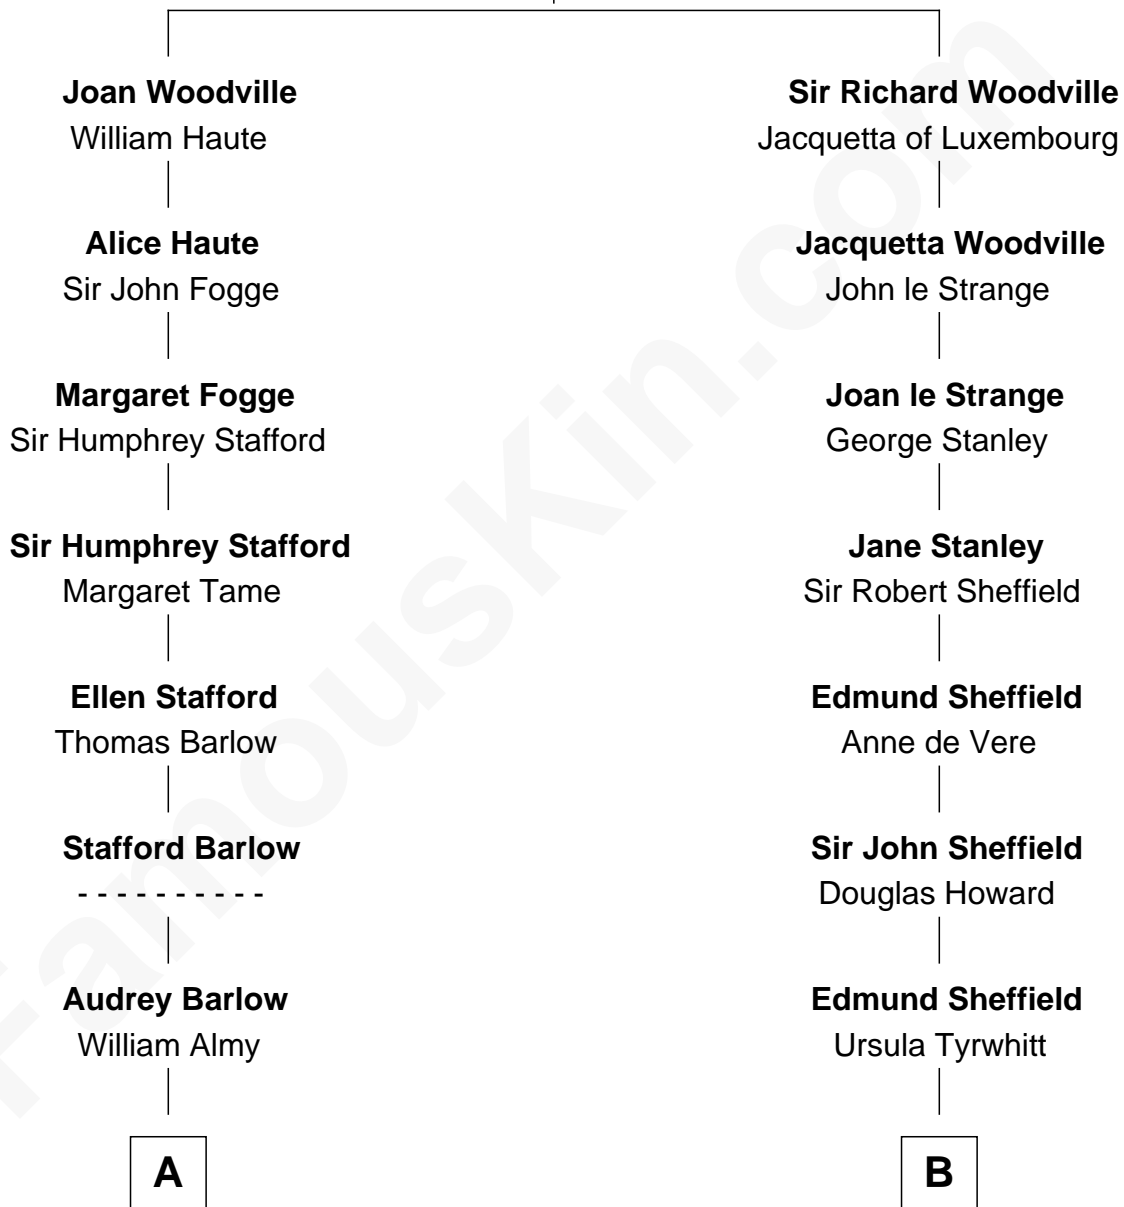 Joan Woodville
William Haute
Sir Richard Woodville
Jacquetta of Luxembourg
Alice Haute
Sir John Fogge
Jacquetta Woodville
John le Strange
Margaret Fogge
Sir Humphrey Stafford
Joan le Strange
George Stanley
Sir Humphrey Stafford
Margaret Tame
Jane Stanley
Sir Robert Sheffield
Ellen Stafford
Thomas Barlow
Edmund Sheffield
Anne de Vere
Stafford Barlow
- - - - - - - - - -
Sir John Sheffield
Douglas Howard
Audrey Barlow
William Almy
Edmund Sheffield
Ursula Tyrwhitt
A
B
FamousKin.com